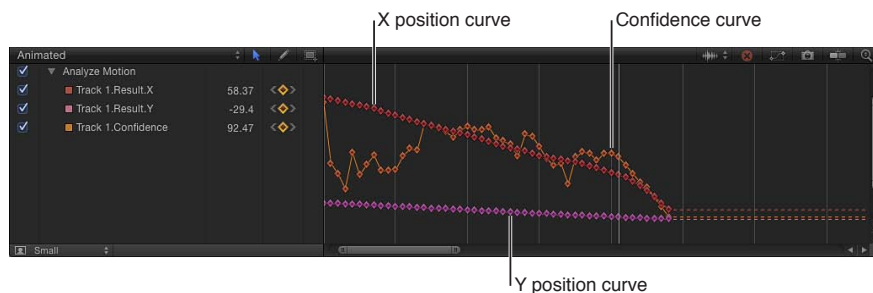 X position curve
Confidence curve
Animated
Analyze Motion
Track 1.Result.X 58.37
Track 1.Result.Y -29.4
Track 1.Confidence 92.47
Small
Y position curve